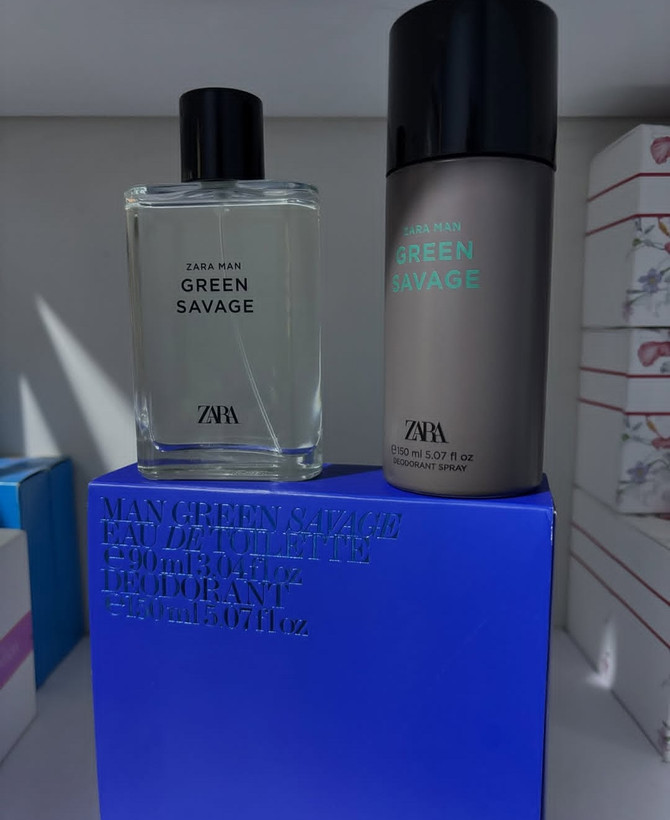 ZARA MAN
GREEN
SAVAGE
ZARA
ZARA MAN
GREEN
SAVAGE
ZARA
℮150 ml 5.07 fl oz
DEODORANT SPRAY
MAN GREEN SAVAGE
EAU DE TOILETTE
℮90 ml 3.04 fl oz
DEODORANT
℮150 ml 5.07 fl oz